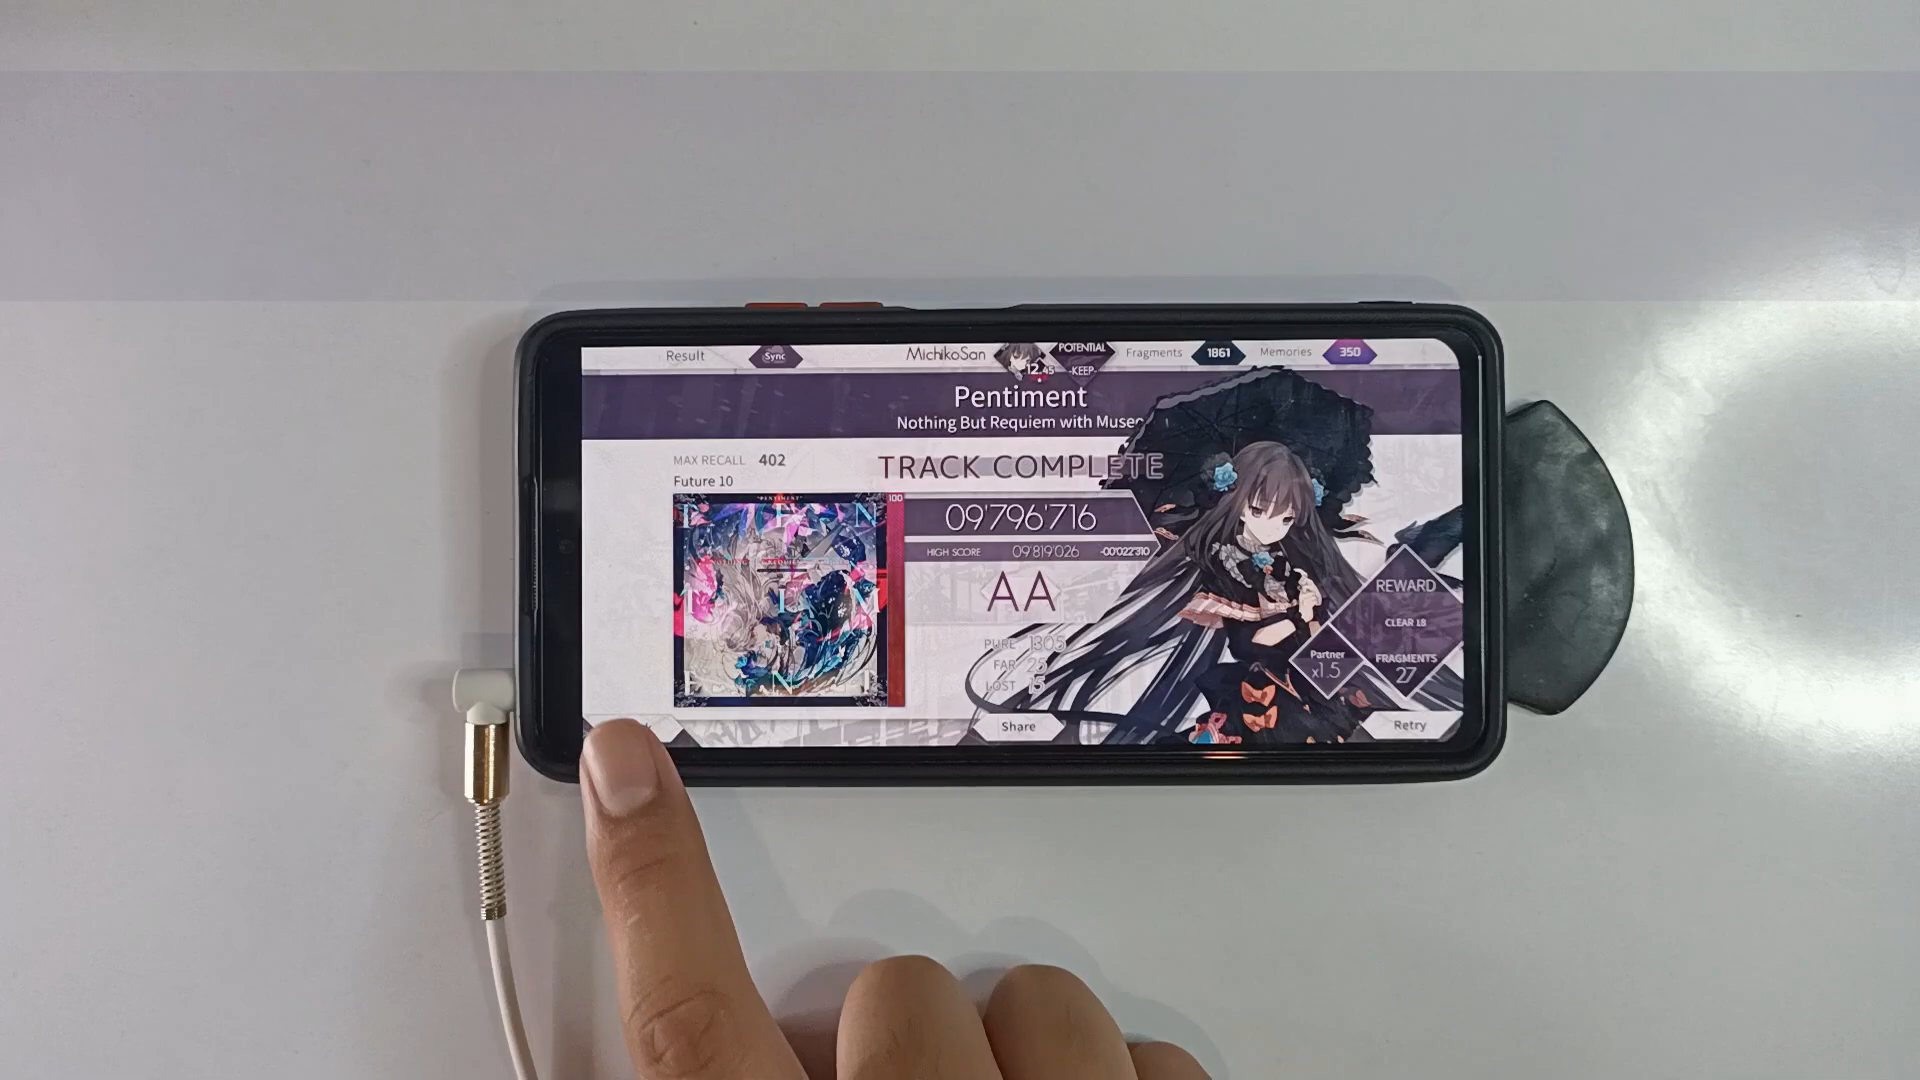 Result
Sync
MichikoSan
12.45
POTENTIAL
-KEEP-
Fragments
1861
Memories
350
Pentiment
Nothing But Requiem with Museo
MAX RECALL 402
Future 10
TRACK COMPLETE
100
"PENTIMENT"
09'796'716
HIGH SCORE 09'819'026 -00'022'310
AA
PURE 1305
FAR 25
LOST 15
REWARD
CLEAR 18
Partner
x1.5
FRAGMENTS
27
Share
Retry